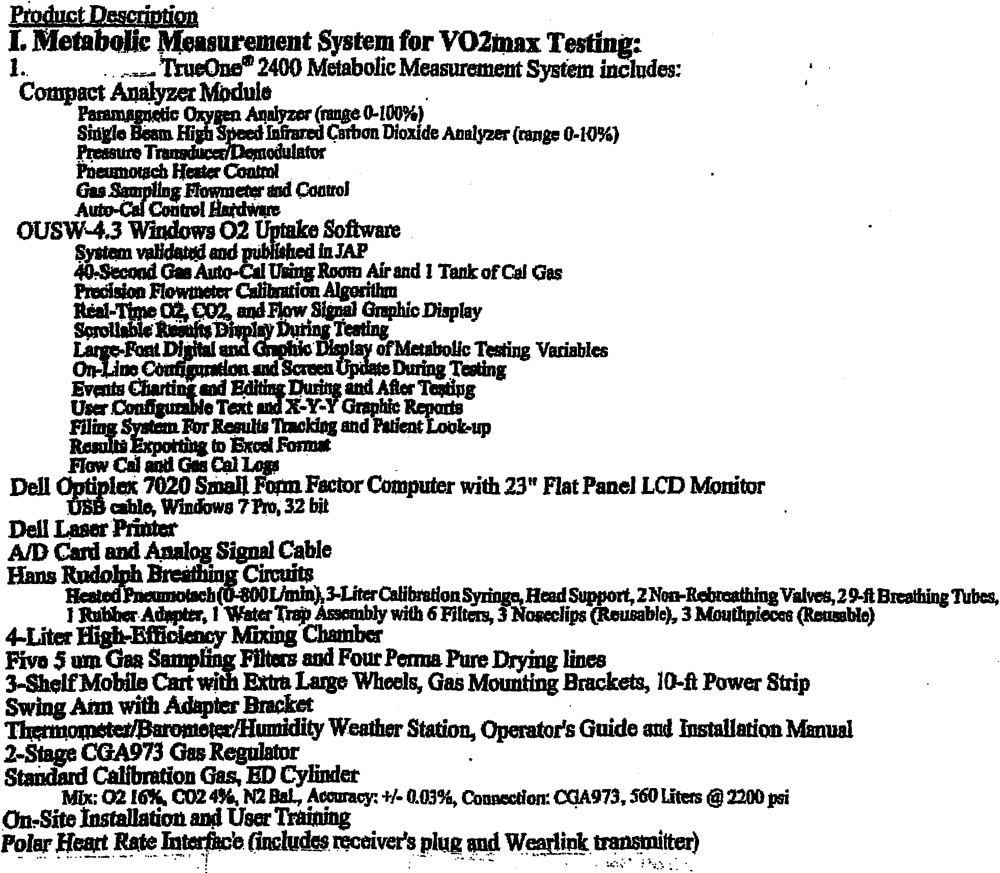 Product Description
I. Metabolic Measurement System for VO2max Testing:
1. TrueOne® 2400 Metabolic Measurement System includes:
Compact Analyzer Module
Paramagnetic Oxygen Analyzer (range 0-100%)
Single Beam High Speed Infrared Carbon Dioxide Analyzer (range 0-10%)
Pressure Transducer/Demodulator
Pneumotach Heater Control
Gas Sampling Flowmeter and Control
Auto-Cal Control Hardware
OUSW-4.3 Windows O2 Uptake Software
System validated and published in JAP
40-Second Gas Auto-Cal Using Room Air and 1 Tank of Cal Gas
Precision Flowmeter Calibration Algorithm
Real-Time O2, CO2, and Flow Signal Graphic Display
Scrollable Results Display During Testing
Large-Font Digital and Graphic Display of Metabolic Testing Variables
On-Line Configuration and Screen Update During Testing
Events Charting and Editing During and After Testing
User Configurable Text and X-Y-Y Graphic Reports
Filing System For Results Tracking and Patient Look-up
Results Exporting to Excel Format
Flow Cal and Gas Cal Logs
Dell Optiplex 7020 Small Form Factor Computer with 23" Flat Panel LCD Monitor
USB cable, Windows 7 Pro, 32 bit
Dell Laser Printer
A/D Card and Analog Signal Cable
Hans Rudolph Breathing Circuits
Heated Pneumotach (0-800 L/min), 3-Liter Calibration Syringe, Head Support, 2 Non-Rebreathing Valves, 2 9-ft Breathing Tubes,
1 Rubber Adapter, 1 Water Trap Assembly with 6 Filters, 3 Noseclips (Reusable), 3 Mouthpieces (Reusable)
4-Liter High-Efficiency Mixing Chamber
Five 5 um Gas Sampling Filters and Four Perma Pure Drying lines
3-Shelf Mobile Cart with Extra Large Wheels, Gas Mounting Brackets, 10-ft Power Strip
Swing Arm with Adapter Bracket
Thermometer/Barometer/Humidity Weather Station, Operator's Guide and Installation Manual
2-Stage CGA973 Gas Regulator
Standard Calibration Gas, ED Cylinder
Mix: O2 16%, CO2 4%, N2 Bal., Accuracy: +/- 0.03%, Connection: CGA973, 560 Liters @ 2200 psi
On-Site Installation and User Training
Polar Heart Rate Interface (includes receiver's plug and Wearlink transmitter)